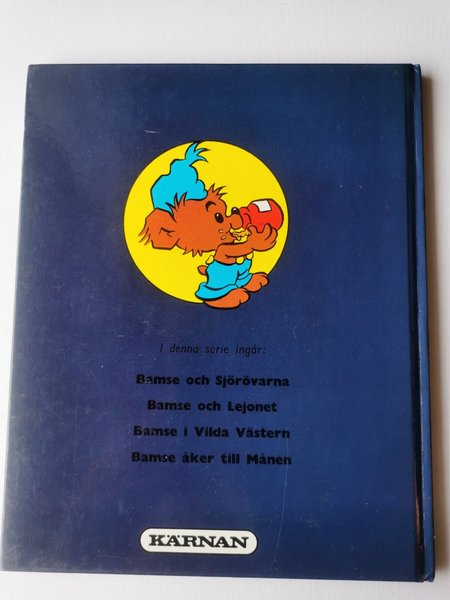 I denna serie ingår:
Bamse och Sjörövarna
Bamse och Lejonet
Bamse i Vilda Västern
Bamse åker till Månen
KÄRNAN